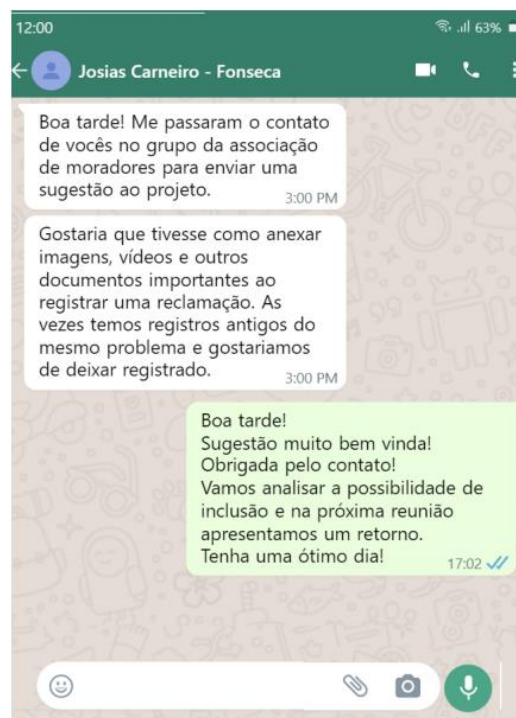 12:00 63%
Josias Carneiro - Fonseca
Boa tarde! Me passaram o contato
de vocês no grupo da associação
de moradores para enviar uma
sugestão ao projeto.
3:00 PM
Gostaria que tivesse como anexar
imagens, vídeos e outros
documentos importantes ao
registrar uma reclamação. As
vezes temos registros antigos do
mesmo problema e gostariamos
de deixar registrado.
3:00 PM
Boa tarde!
Sugestão muito bem vinda!
Obrigada pelo contato!
Vamos analisar a possibilidade de
inclusão e na próxima reunião
apresentamos um retorno.
Tenha uma ótimo dia!
17:02